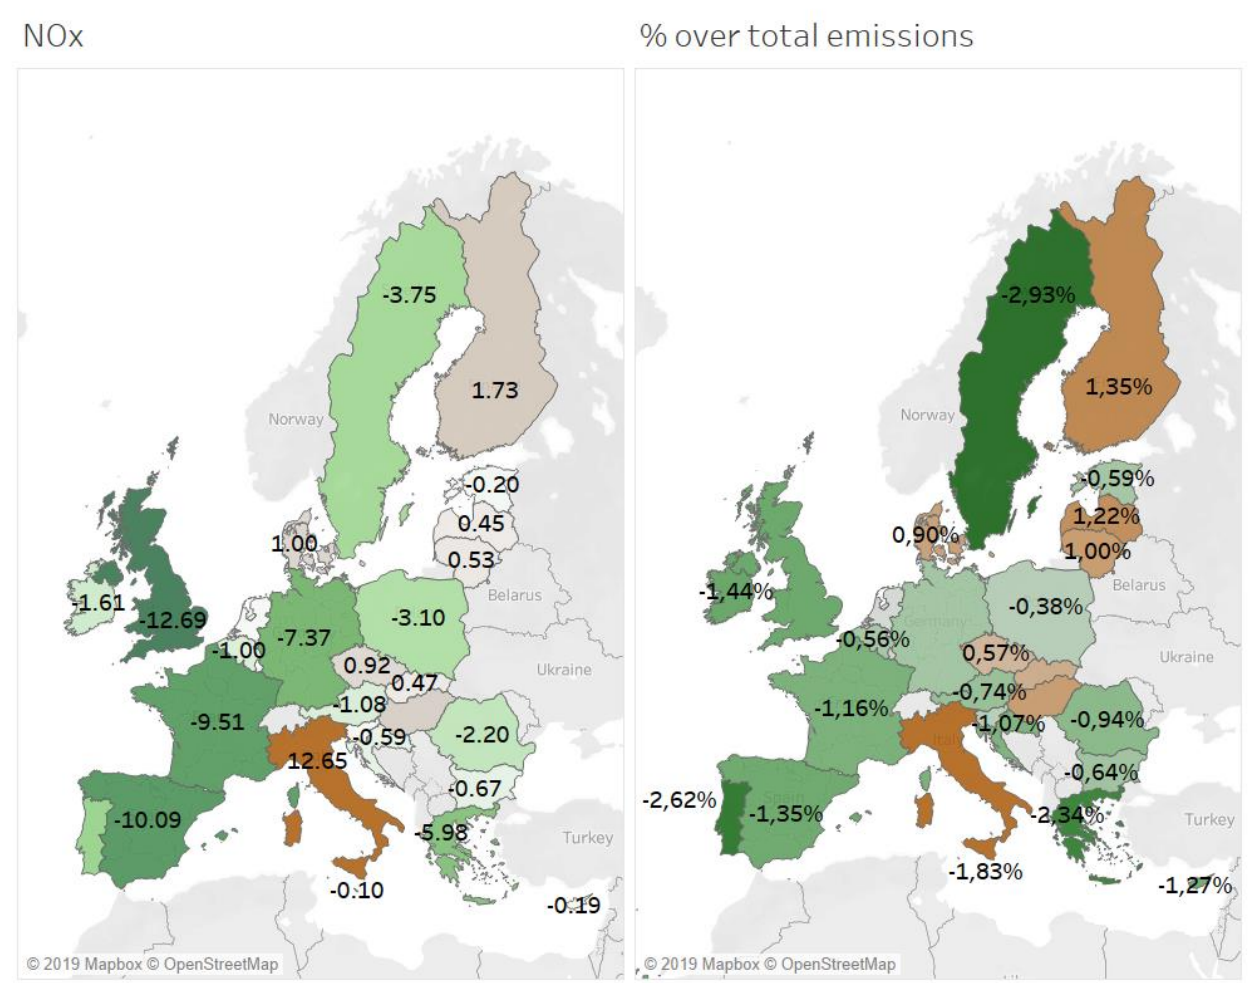 NOx
% over total emissions
-3.75
1.73
Norway
-0.20
0.45
1.00
0.53
Belarus
-1.61
-12.69
-3.10
-7.37
-1.00
0.92
0.47
Ukraine
-1.08
-9.51
-0.59
-2.20
12.65
-0.67
-10.09
-5.98
Turkey
-0.10
-0.19
© 2019 Mapbox © OpenStreetMap
-2,93%
1,35%
Norway
-0,59%
1,22%
0,90%
1,00%
Belarus
-1,44%
-0,38%
Germany
-0,56%
0,57%
Ukraine
-0,74%
-1,16%
-1,07%
-0,94%
Italy
-0,64%
-2,62%
Spain
-1,35%
-2,34%
Turkey
-1,83%
-1,27%
© 2019 Mapbox © OpenStreetMap